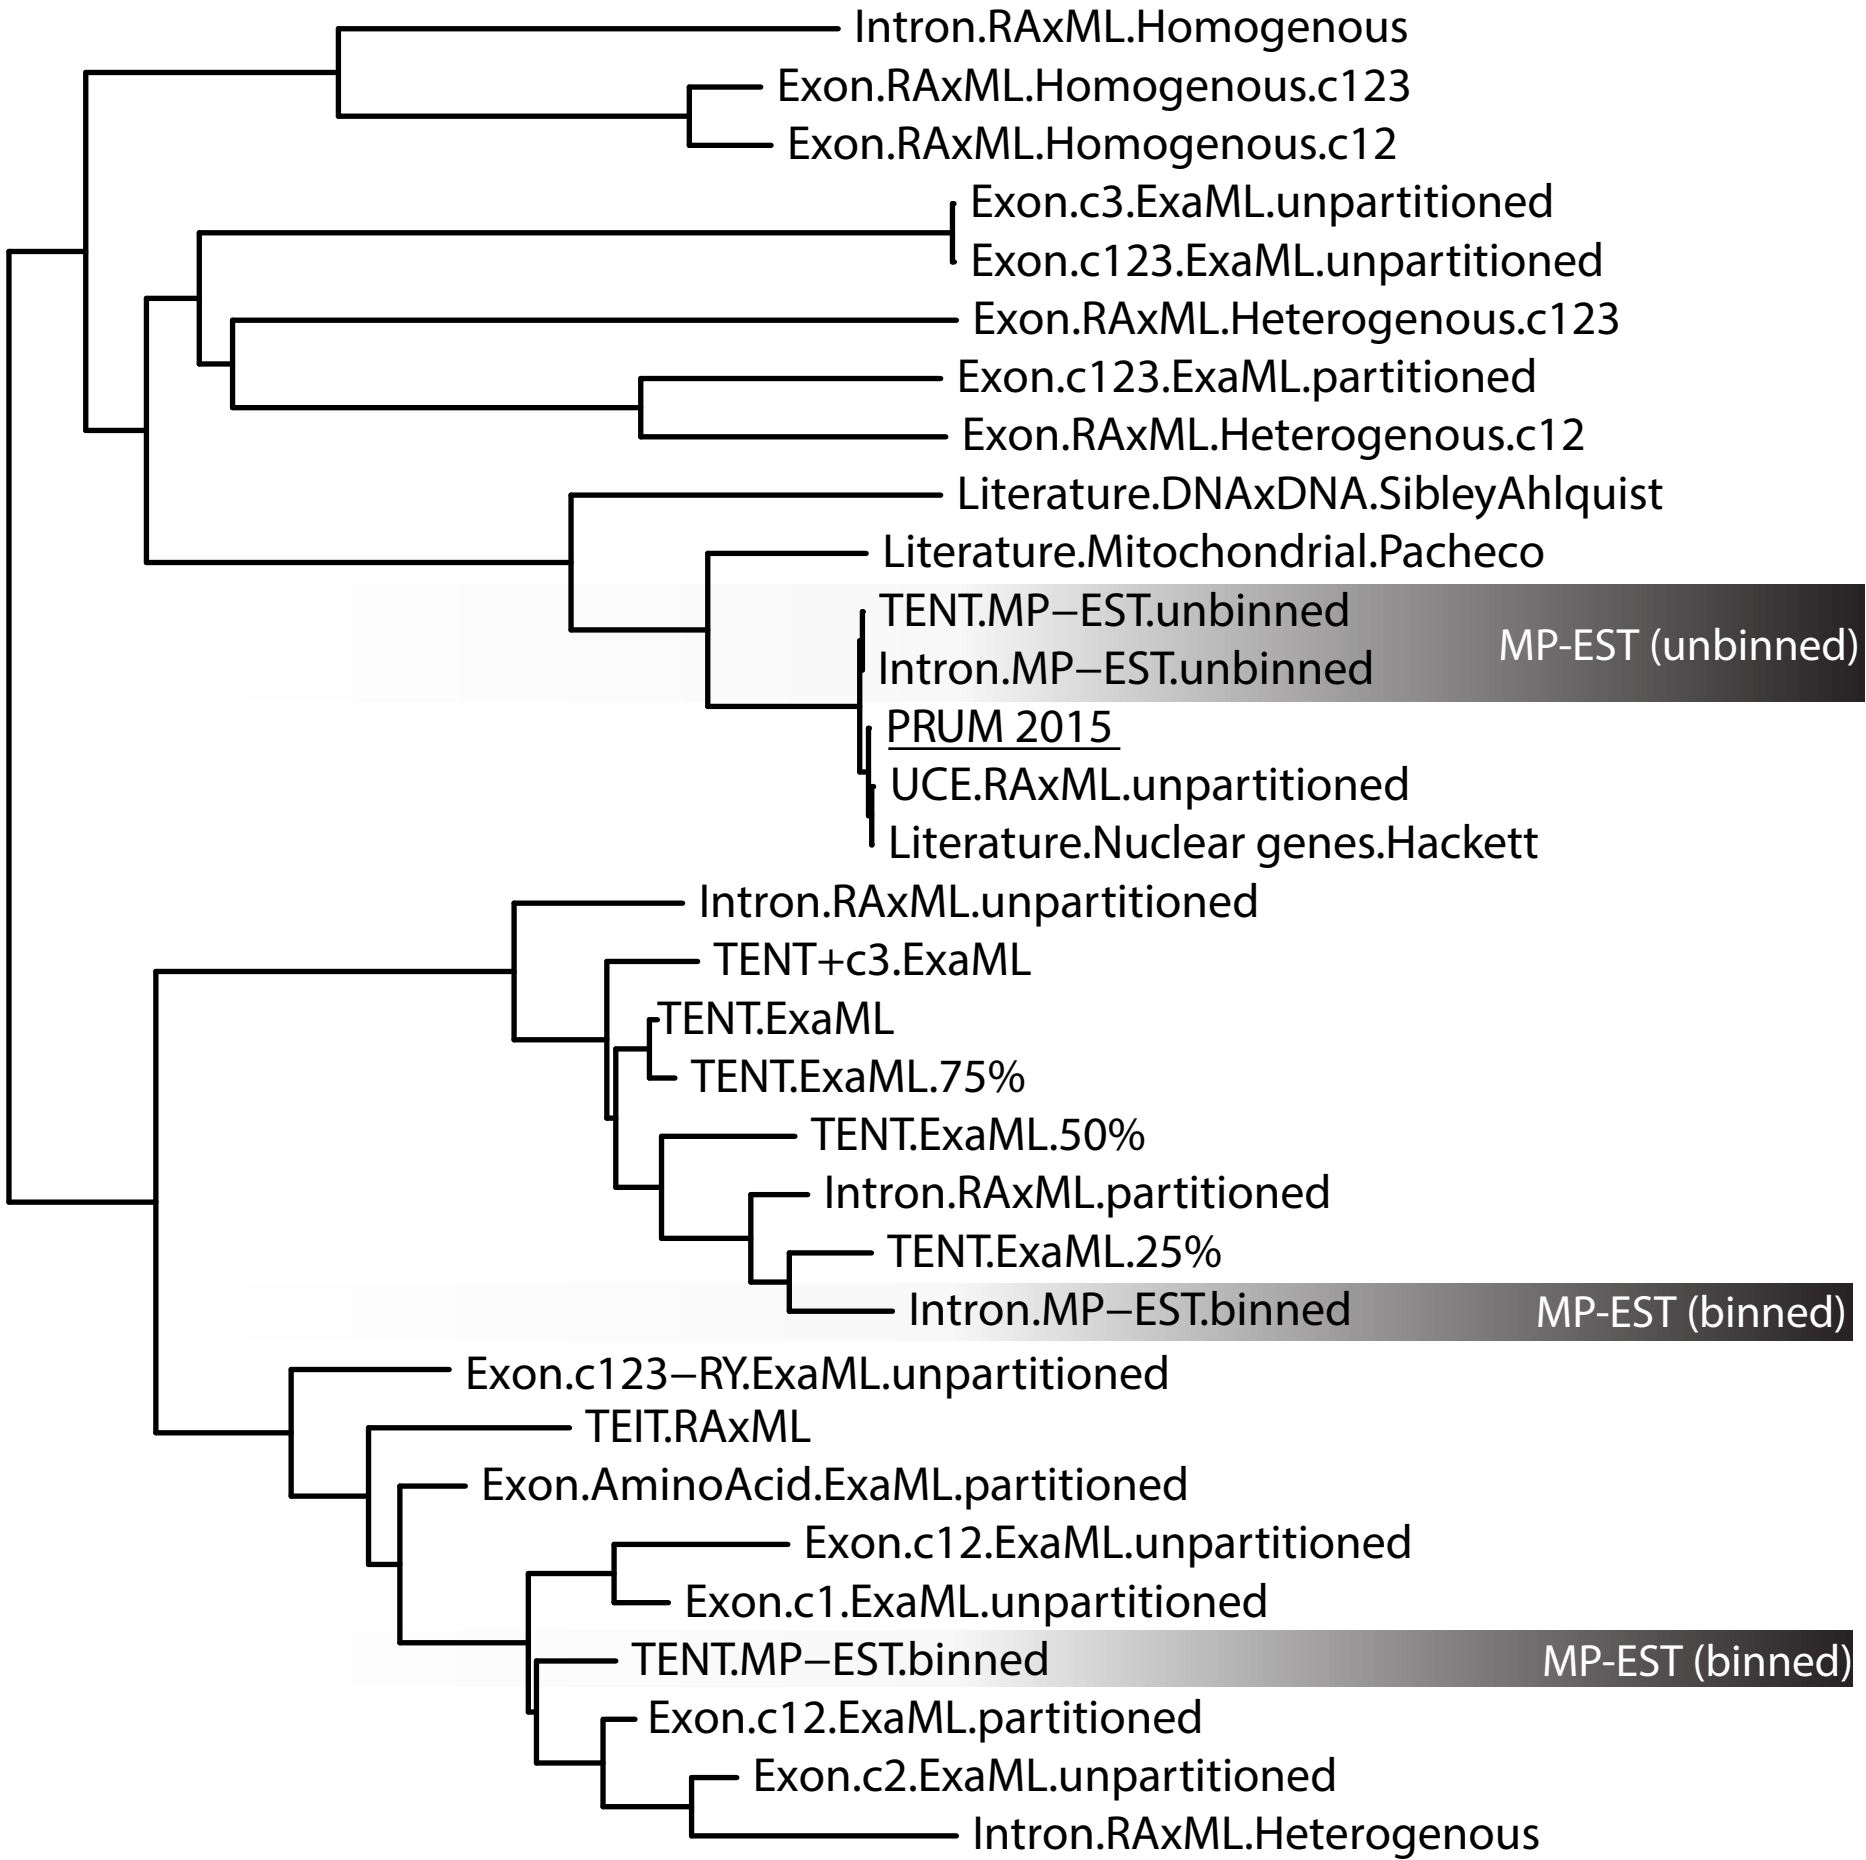 Intron.RAxML.Homogenous
Exon.RAxML.Homogenous.c123
Exon.RAxML.Homogenous.c12
Exon.c3.ExaML.unpartitioned
Exon.c123.ExaML.unpartitioned
Exon.RAxML.Heterogenous.c123
Exon.c123.ExaML.partitioned
Exon.RAxML.Heterogenous.c12
Literature.DNAxDNA.SibleyAhlquist
Literature.Mitochondrial.Pacheco
TENT.MP−EST.unbinned
MP-EST (unbinned)
Intron.MP−EST.unbinned
PRUM 2015
UCE.RAxML.unpartitioned
Literature.Nuclear genes.Hackett
Intron.RAxML.unpartitioned
TENT+c3.ExaML
TENT.ExaML
TENT.ExaML.75%
TENT.ExaML.50%
Intron.RAxML.partitioned
TENT.ExaML.25%
Intron.MP−EST.binned MP-EST (binned)
Exon.c123−RY.ExaML.unpartitioned
TEIT.RAxML
Exon.AminoAcid.ExaML.partitioned
Exon.c12.ExaML.unpartitioned
Exon.c1.ExaML.unpartitioned
TENT.MP−EST.binned MP-EST (binned)
Exon.c12.ExaML.partitioned
Exon.c2.ExaML.unpartitioned
Intron.RAxML.Heterogenous